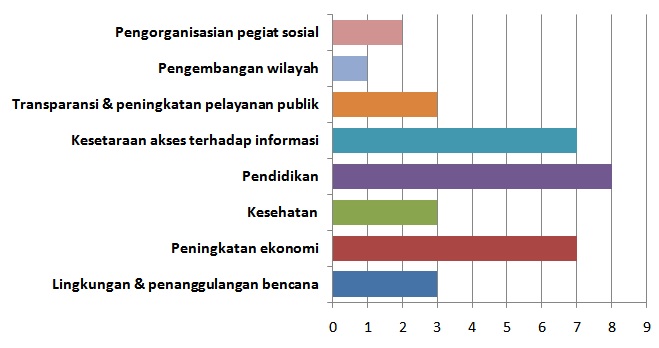 Pengorganisasian pegiat sosial
Pengembangan wilayah
Transparansi & peningkatan pelayanan publik
Kesetaraan akses terhadap informasi
Pendidikan
Kesehatan
Peningkatan ekonomi
Lingkungan & penanggulangan bencana
0 1 2 3 4 5 6 7 8 9